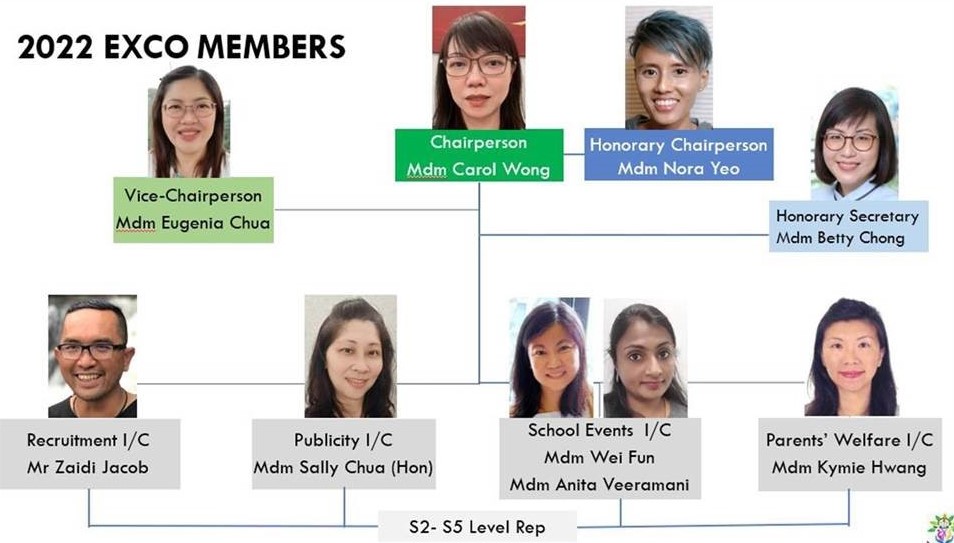 2022 EXCO MEMBERS
Chairperson
Mdm Carol Wong
Honorary Chairperson
Mdm Nora Yeo
Vice-Chairperson
Mdm Eugenia Chua
Honorary Secretary
Mdm Betty Chong
Recruitment I/C
Mr Zaidi Jacob
Publicity I/C
Mdm Sally Chua (Hon)
School Events I/C
Mdm Wei Fun
Mdm Anita Veeramani
Parents' Welfare I/C
Mdm Kymie Hwang
S2- S5 Level Rep